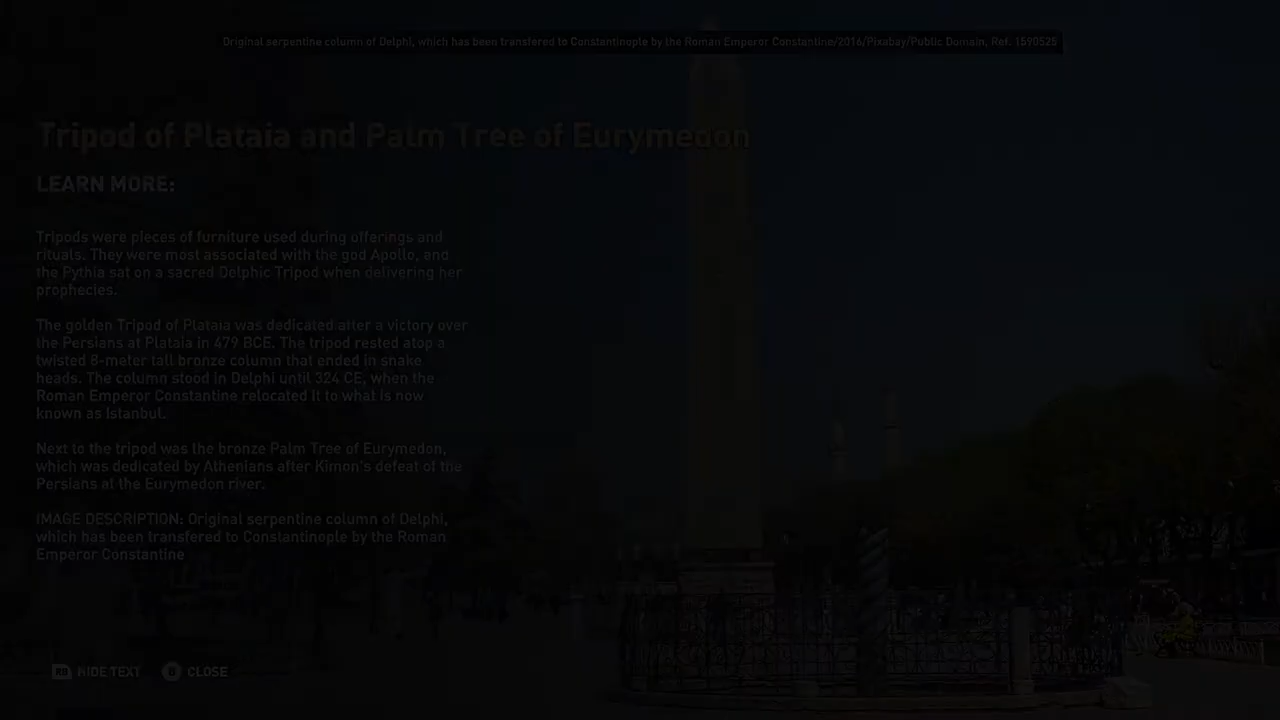 Original serpentine column of Delphi, which has been transfered to Constantinople by the Roman Emperor Constantine/2016/Pixabay/Public Domain, Ref. 1590525
Tripod of Plataia and Palm Tree of Eurymedon
LEARN MORE:
Tripods were pieces of furniture used during offerings and
rituals. They were most associated with the god Apollo, and
the Pythia sat on a sacred Delphic Tripod when delivering her
prophecies.
The golden Tripod of Plataia was dedicated after a victory over
the Persians at Plataia in 479 BCE. The tripod rested atop a
twisted 8-meter tall bronze column that ended in snake
heads. The column stood in Delphi until 324 CE, when the
Roman Emperor Constantine relocated it to what is now
known as Istanbul.
Next to the tripod was the bronze Palm Tree of Eurymedon,
which was dedicated by Athenians after Kimon's defeat of the
Persians at the Eurymedon river.
IMAGE DESCRIPTION: Original serpentine column of Delphi,
which has been transfered to Constantinople by the Roman
Emperor Constantine
RB HIDE TEXT B CLOSE